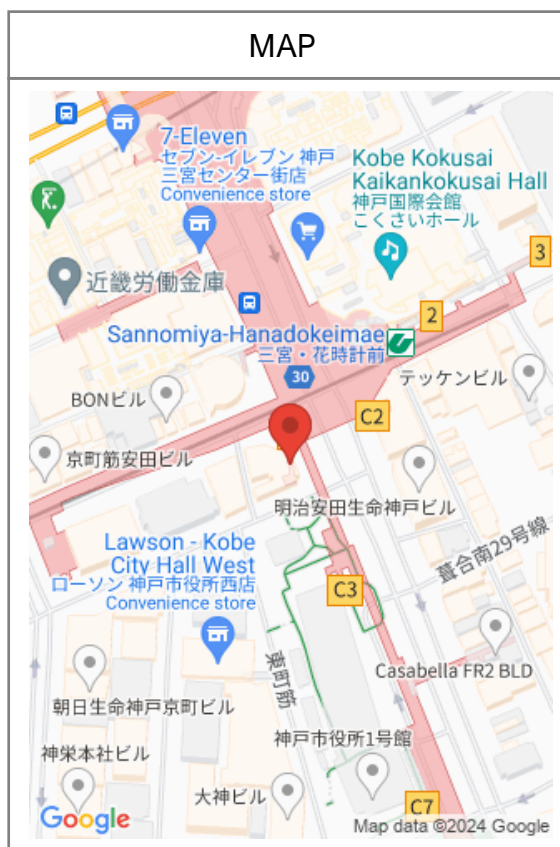 MAP
7-Eleven
セブン-イレブン 神戸
三宮センター街店
Convenience store
Kobe Kokusai
Kaikankokusai Hall
神戸国際会館
こくさいホール
3
近畿労働金庫
2
Sannomiya-Hanadokeimae
三宮・花時計前
30
テッケンビル
BONビル
C2
京町筋安田ビル
明治安田生命神戸ビル
Lawson - Kobe
City Hall West
ローソン 神戸市役所西店
Convenience store
葺合南29号線
C3
東町筋
Casabella FR2 BLD
朝日生命神戸京町ビル
神戸市役所1号館
神栄本社ビル
大神ビル
C7
Google
Map data ©2024 Google